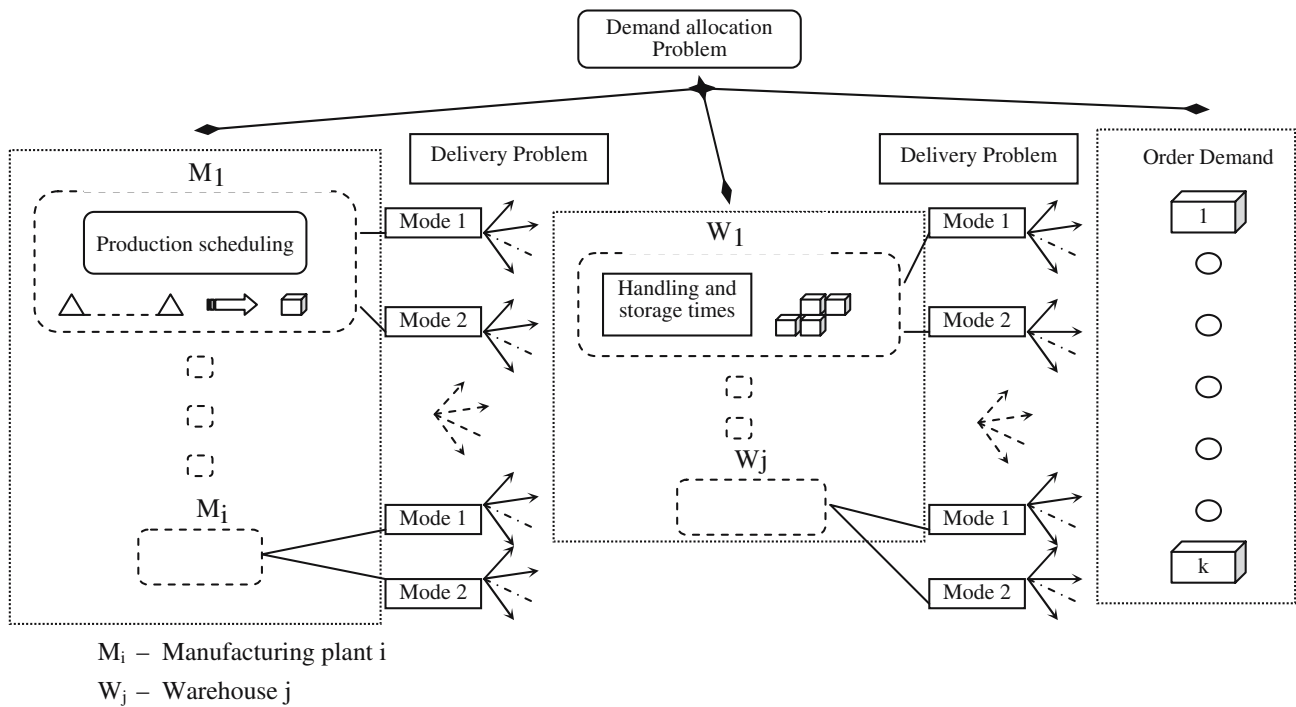 Demand allocation
Problem
Delivery Problem
Delivery Problem
Order Demand
M1
Production scheduling
Mode 1
Mode 2
W1
Handling and
storage times
Mode 1
Mode 2
1
Mi
Mode 1
Mode 2
Wj
Mode 1
Mode 2
k
Mi – Manufacturing plant i
Wj – Warehouse j